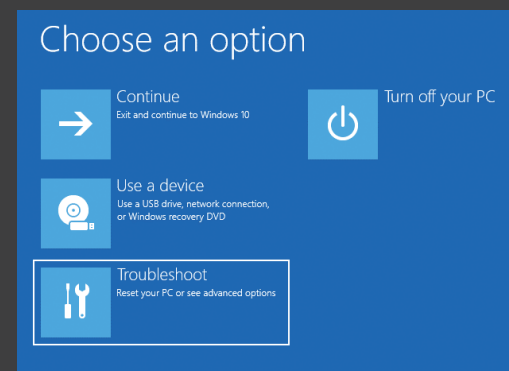 Choose an option
Continue
Exit and continue to Windows 10
Turn off your PC
Use a device
Use a USB drive, network connection,
or Windows recovery DVD
Troubleshoot
Reset your PC or see advanced options